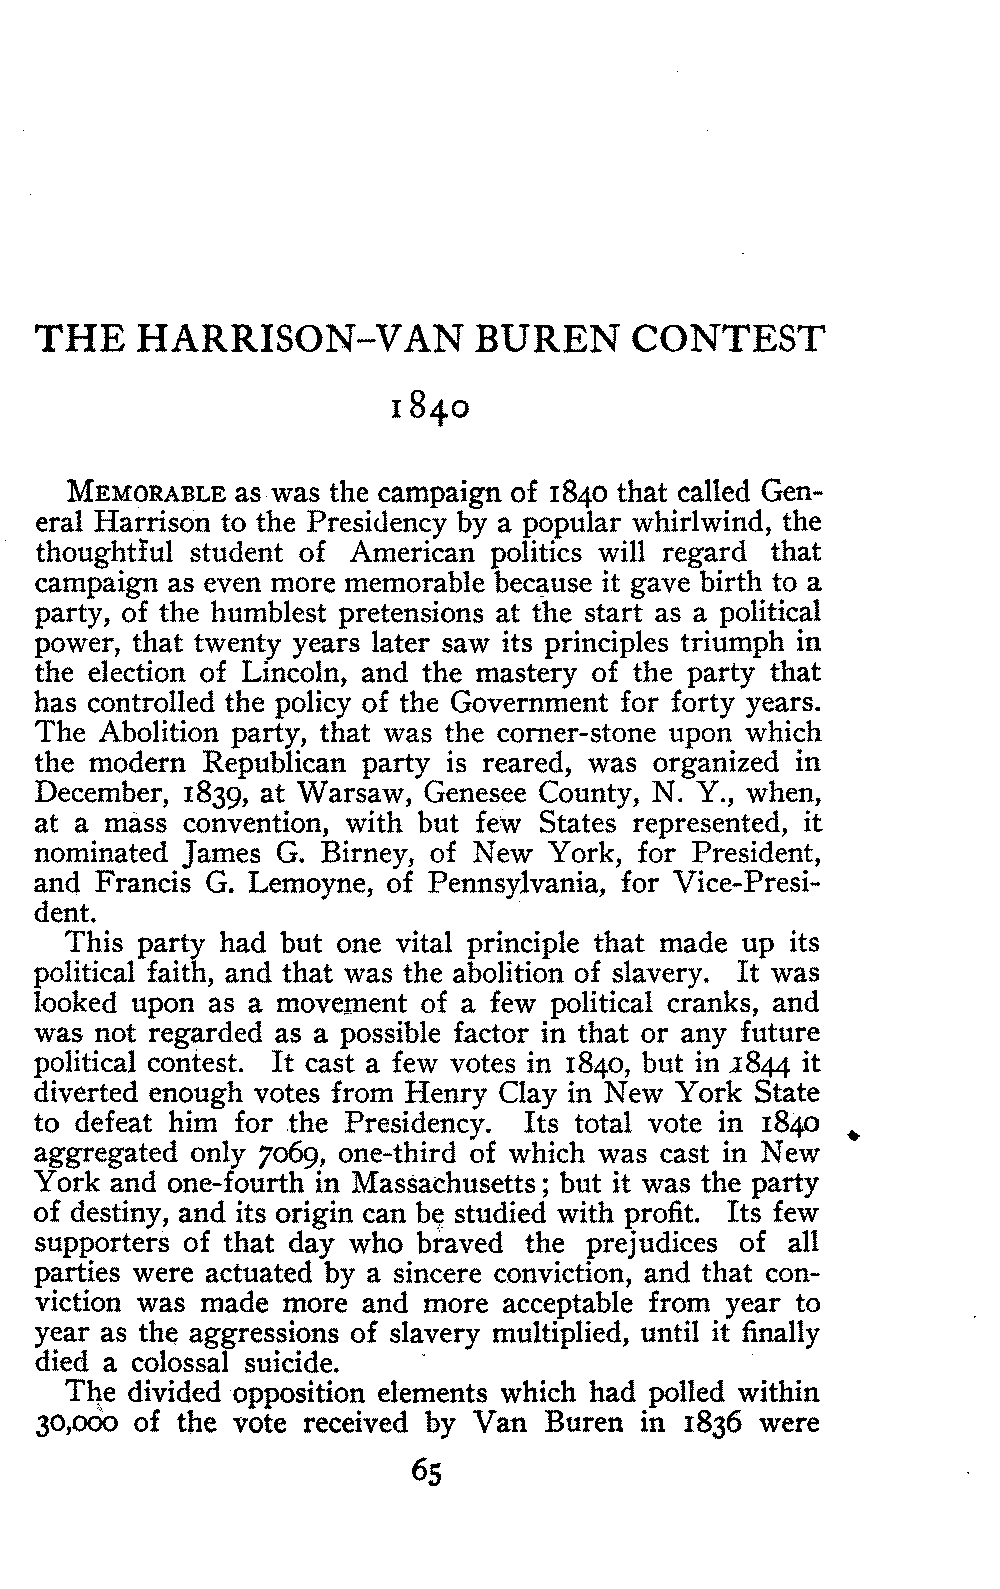 THE HARRISON–VAN BUREN CONTEST
1840
MEMORABLE as was the campaign of 1840 that called Gen-
eral Harrison to the Presidency by a popular whirlwind, the
thoughtful student of American politics will regard that
campaign as even more memorable because it gave birth to a
party, of the humblest pretensions at the start as a political
power, that twenty years later saw its principles triumph in
the election of Lincoln, and the mastery of the party that
has controlled the policy of the Government for forty years.
The Abolition party, that was the corner-stone upon which
the modern Republican party is reared, was organized in
December, 1839, at Warsaw, Genesee County, N. Y., when,
at a mass convention, with but few States represented, it
nominated James G. Birney, of New York, for President,
and Francis G. Lemoyne, of Pennsylvania, for Vice-Presi-
dent.
This party had but one vital principle that made up its
political faith, and that was the abolition of slavery. It was
looked upon as a movement of a few political cranks, and
was not regarded as a possible factor in that or any future
political contest. It cast a few votes in 1840, but in 1844 it
diverted enough votes from Henry Clay in New York State
to defeat him for the Presidency. Its total vote in 1840
aggregated only 7069, one-third of which was cast in New
York and one-fourth in Massachusetts; but it was the party
of destiny, and its origin can be studied with profit. Its few
supporters of that day who braved the prejudices of all
parties were actuated by a sincere conviction, and that con-
viction was made more and more acceptable from year to
year as the aggressions of slavery multiplied, until it finally
died a colossal suicide.
The divided opposition elements which had polled within
30,000 of the vote received by Van Buren in 1836 were
65